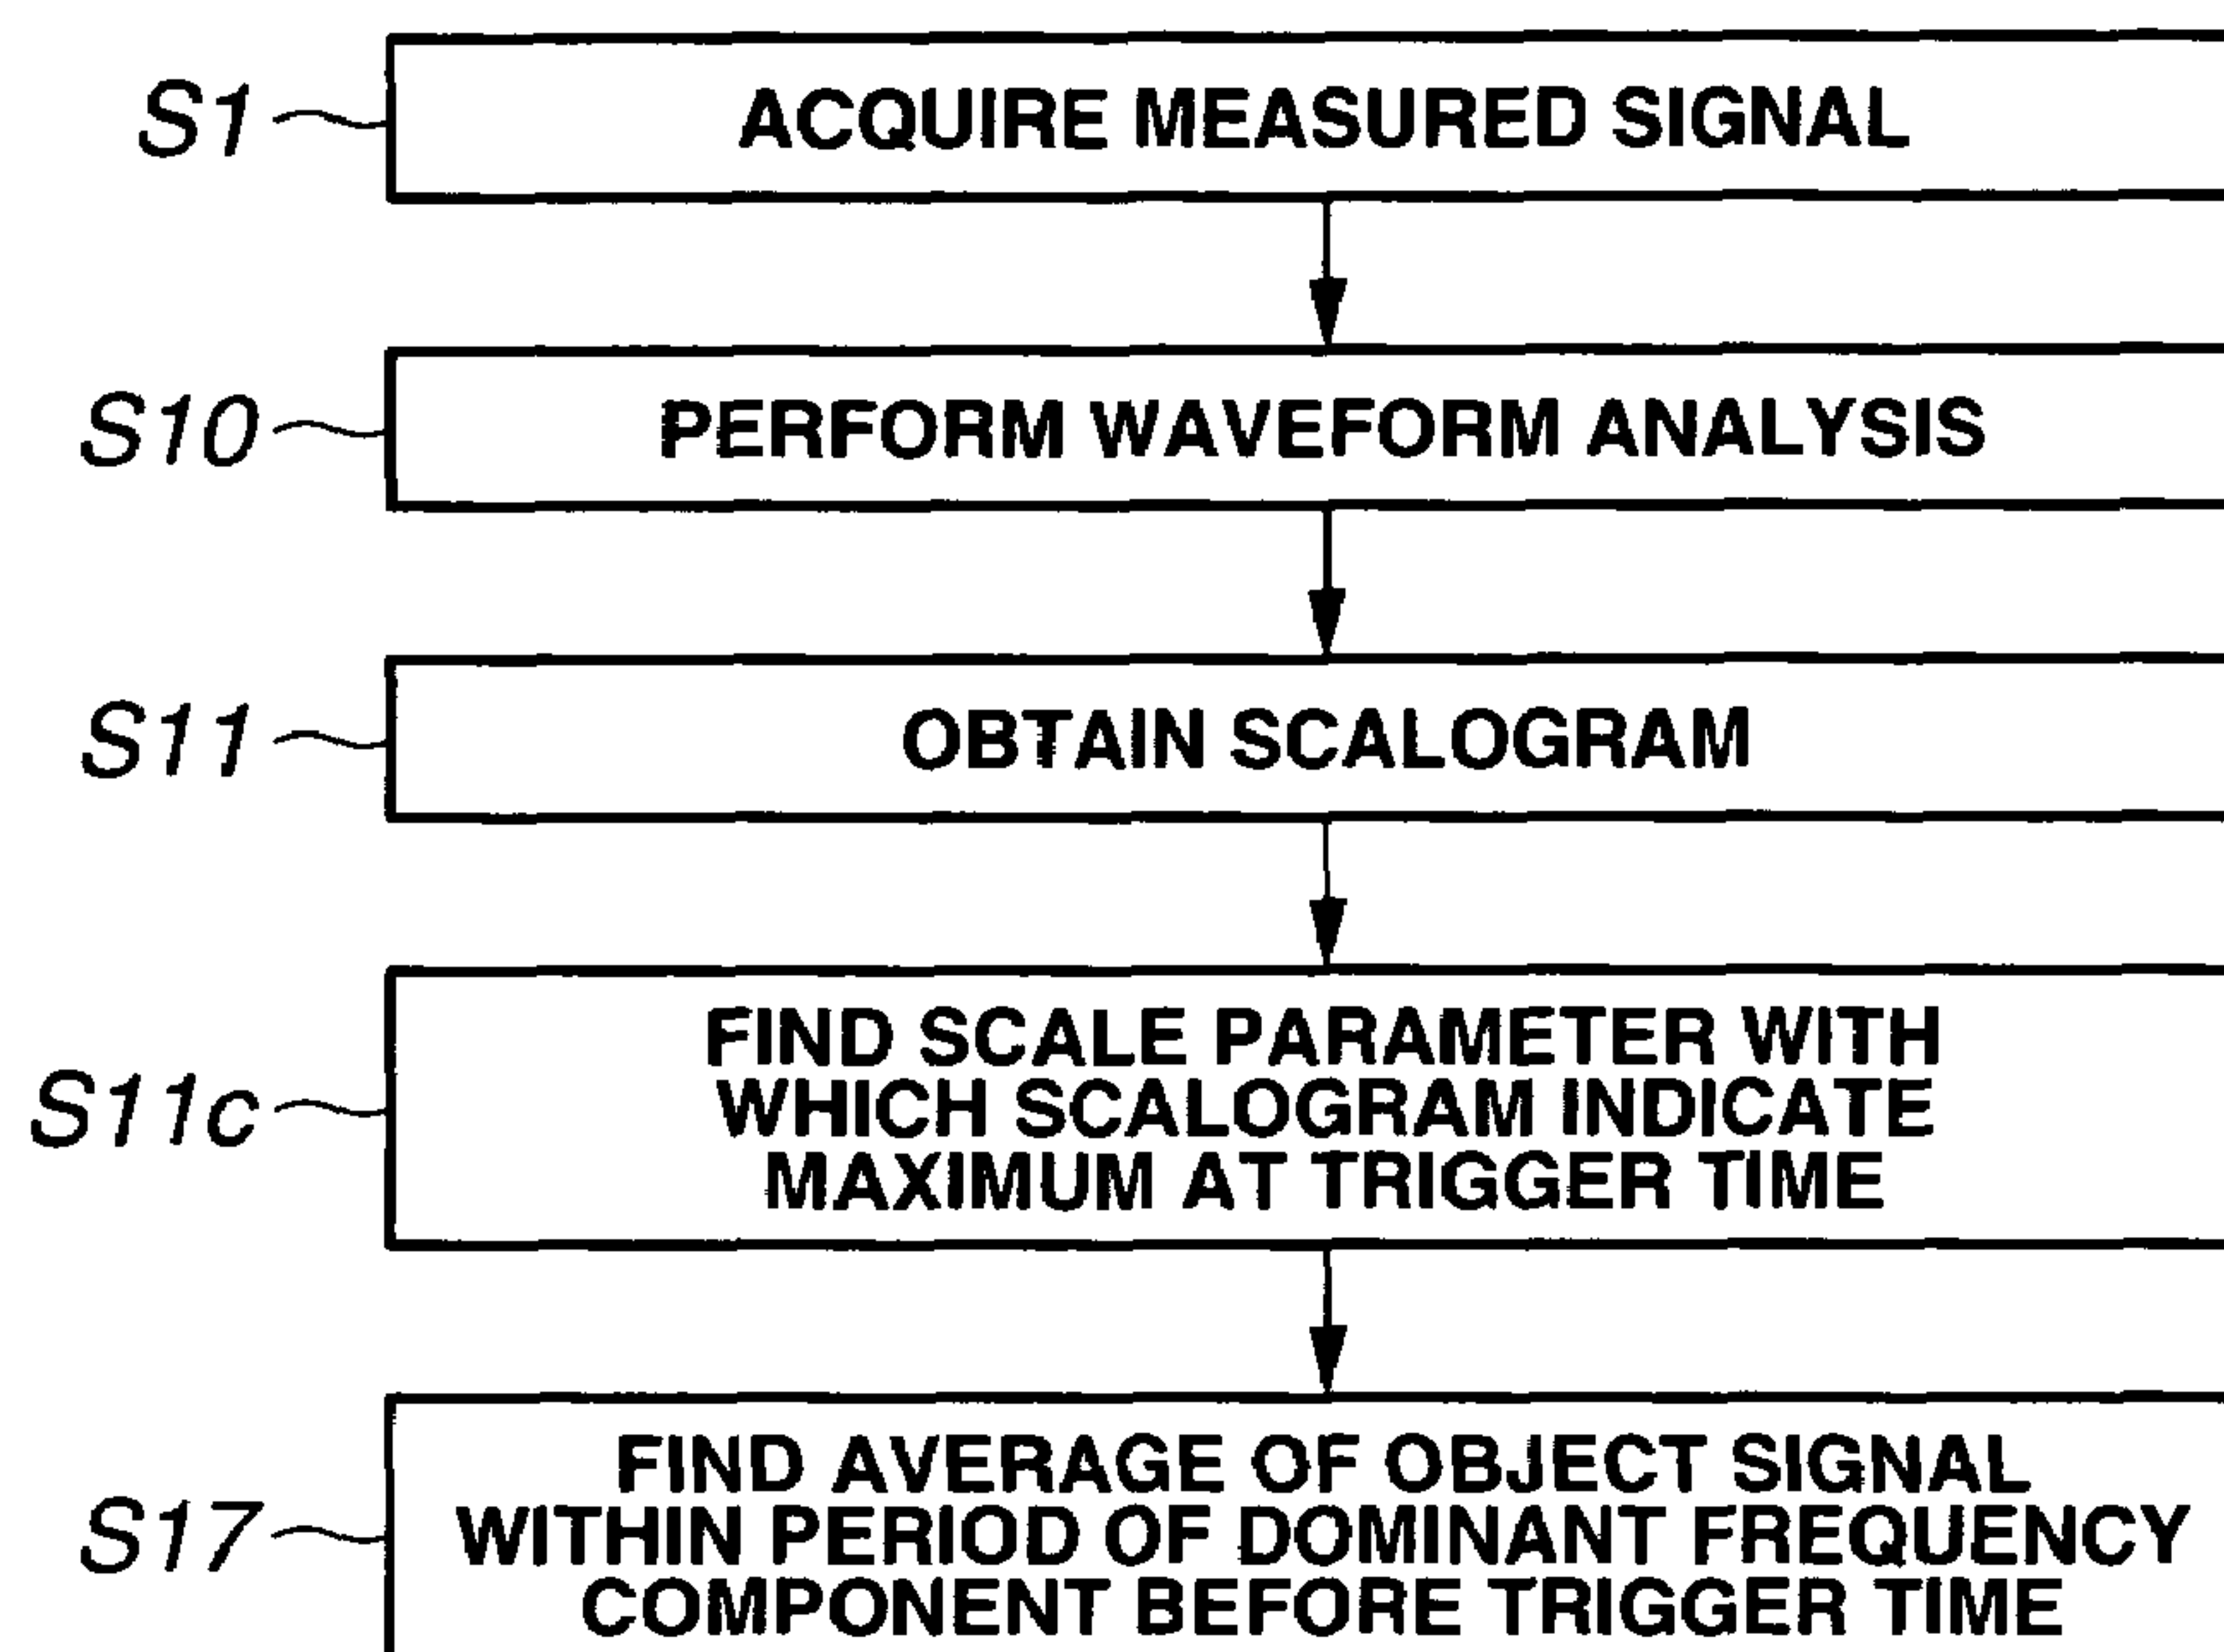 S1
ACQUIRE MEASURED SIGNAL
S10
PERFORM WAVEFORM ANALYSIS
S11
OBTAIN SCALOGRAM
S11c
FIND SCALE PARAMETER WITH
WHICH SCALOGRAM INDICATE
MAXIMUM AT TRIGGER TIME
S17
FIND AVERAGE OF OBJECT SIGNAL
WITHIN PERIOD OF DOMINANT FREQUENCY
COMPONENT BEFORE TRIGGER TIME